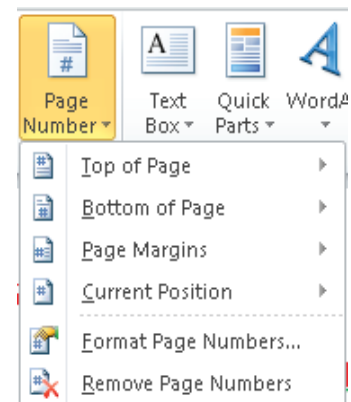 Page Text Quick WordA
Number Box Parts
Top of Page
Bottom of Page
Page Margins
Current Position
Format Page Numbers...
Remove Page Numbers